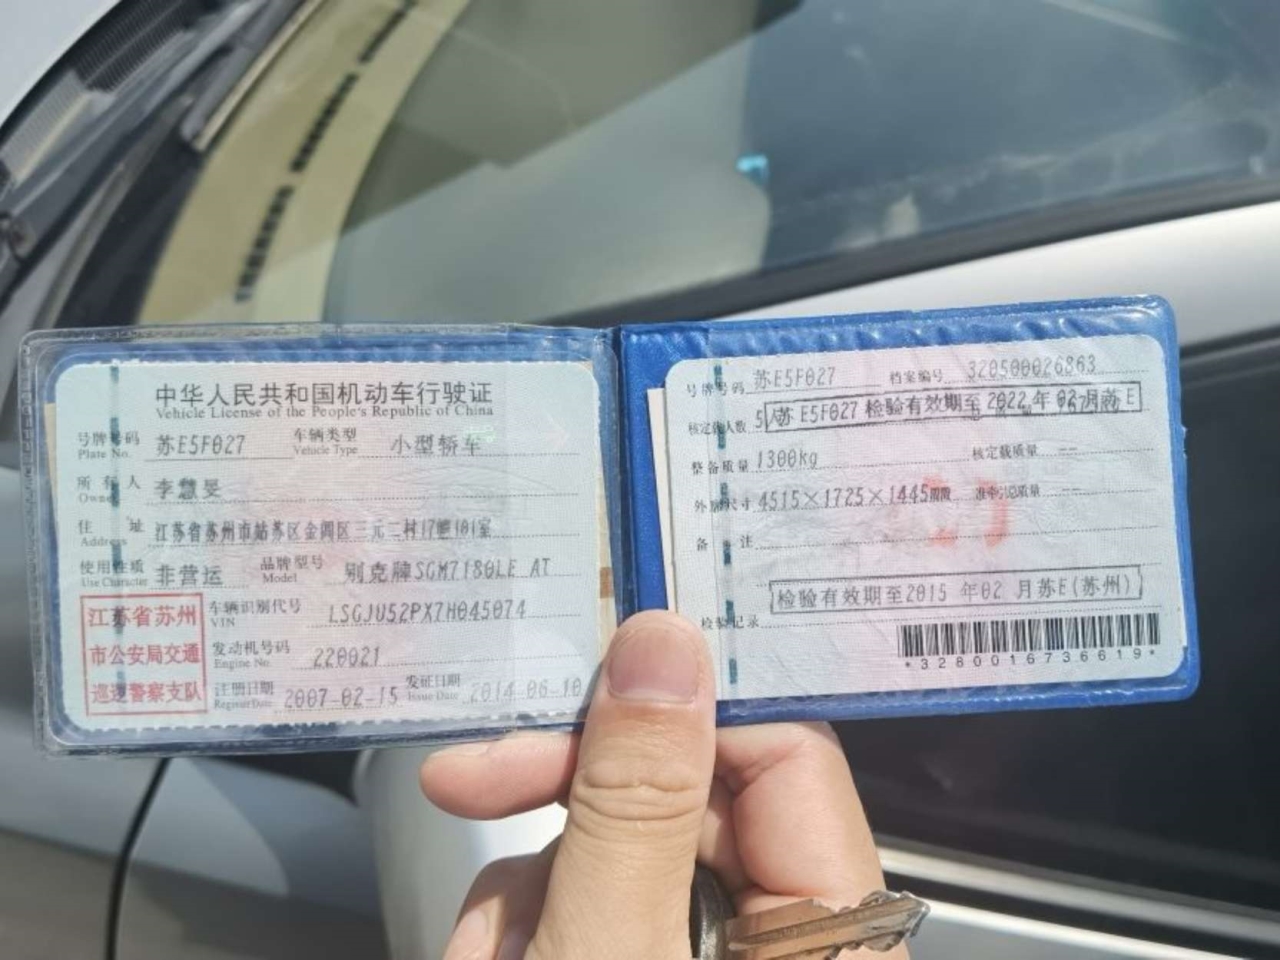 中华人民共和国机动车行驶证
Vehicle License of the People's Republic of China
号牌号码 苏E5F027 车辆类型 小型轿车
Plate No. Vehicle Type
所有人 李慧旻
Owner
住址 江苏省苏州市姑苏区金阊区三元二村17幢101室
Address
使用性质 非营运 品牌型号 别克牌SGM7180LE AT
Use Character Model
江苏省苏州
市公安局交通
巡逻警察支队
车辆识别代号 LSGJU52PX7H045074
VIN
发动机号码 220021
Engine No.
注册日期 2007-02-15 发证日期 2014-06-10
Register Date Issue Date
号牌号码 苏E5F027 档案编号 320500026863
核定载人数 5人
苏E5F027 检验有效期至2022年02月苏E
整备质量 1300kg 核定载质量 --
外廓尺寸 4515×1725×1445mm 准牵总质量 --
备注
检验有效期至2015 年02 月苏E(苏州)
检验记录
*3280016736619*